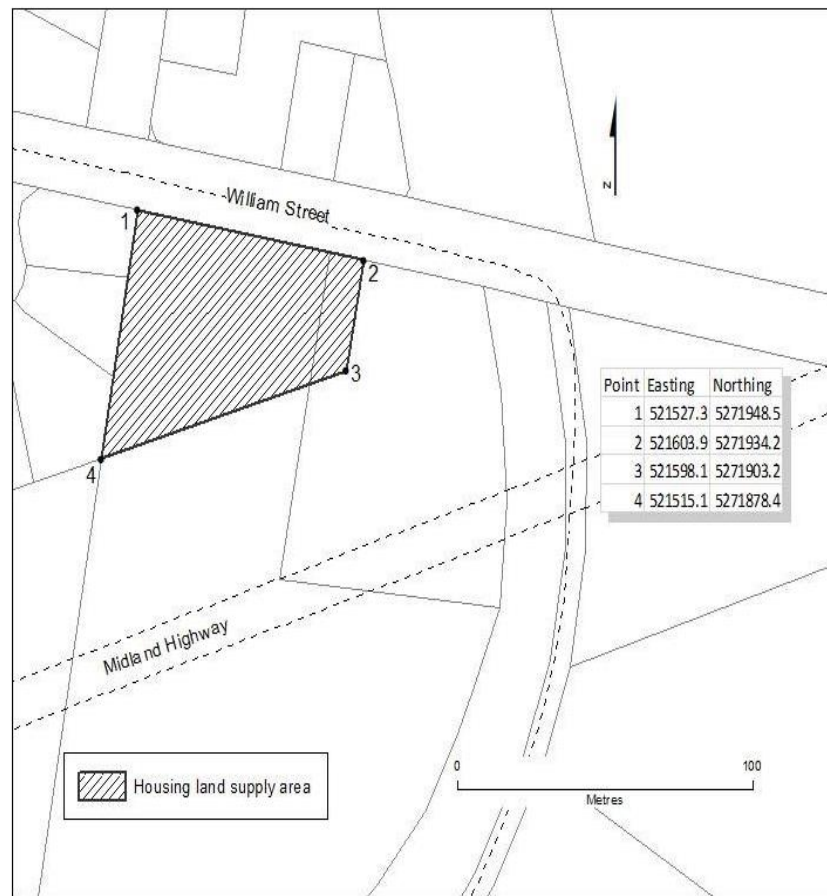 N
William Street
1
2
3
4
Point Easting Northing
1 521527.3 5271948.5
2 521603.9 5271934.2
3 521598.1 5271903.2
4 521515.1 5271878.4
Midland Highway
Housing land supply area
0 100
Metres